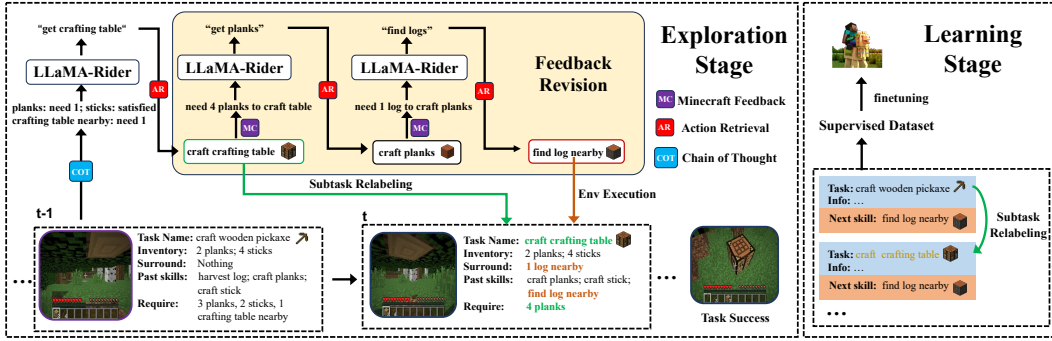 "get crafting table"
LLaMA-Rider
AR
planks: need 1; sticks: satisfied
crafting table nearby: need 1
COT
"get planks"
LLaMA-Rider
AR
need 4 planks to craft table
MC
craft crafting table
"find logs"
LLaMA-Rider
AR
need 1 log to craft planks
MC
craft planks
find log nearby
Feedback
Revision
Exploration
Stage
MC Minecraft Feedback
AR Action Retrieval
COT Chain of Thought
Subtask Relabeling
Env Execution
t-1
Task Name: craft wooden pickaxe
Inventory: 2 planks; 4 sticks
Surround: Nothing
Past skills: harvest log; craft planks;
craft stick
Require: 3 planks, 2 sticks, 1
crafting table nearby
...
t
Task Name: craft crafting table
Inventory: 2 planks; 4 sticks
Surround: 1 log nearby
Past skills: craft planks; craft stick;
find log nearby
Require: 4 planks
...
Task Success
Learning
Stage
finetuning
Supervised Dataset
Task: craft wooden pickaxe
Info: ...
Next skill: find log nearby
Subtask
Relabeling
Task: craft crafting table
Info: ...
Next skill: find log nearby
...